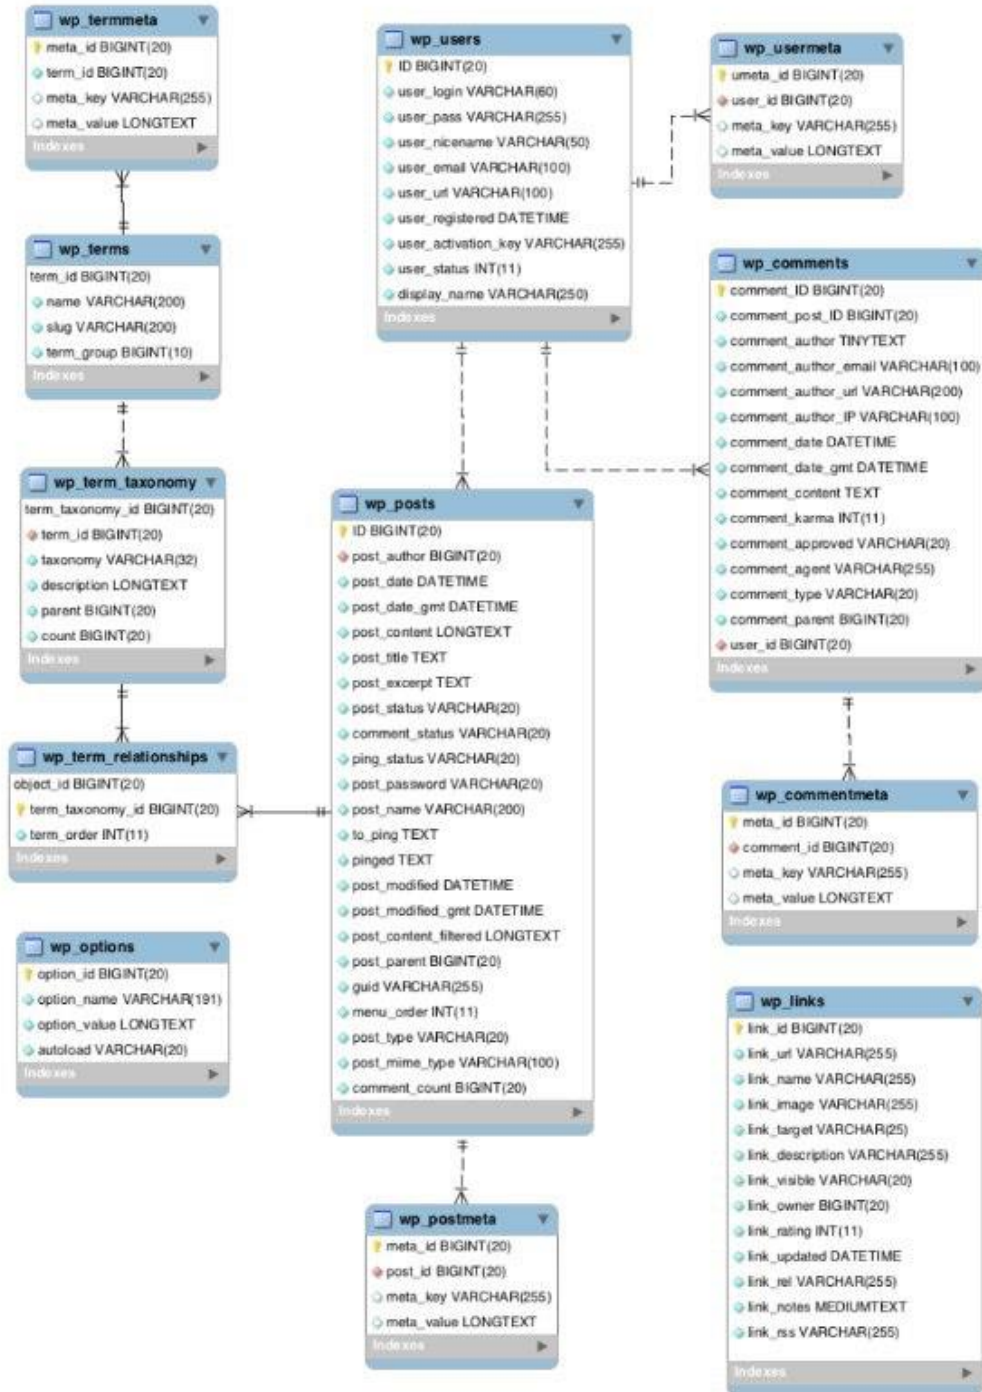 wp_termmeta
meta_id BIGINT(20)
term_id BIGINT(20)
meta_key VARCHAR(255)
meta_value LONGTEXT
Indexes
wp_terms
term_id BIGINT(20)
name VARCHAR(200)
slug VARCHAR(200)
term_group BIGINT(10)
Indexes
wp_term_taxonomy
term_taxonomy_id BIGINT(20)
term_id BIGINT(20)
taxonomy VARCHAR(32)
description LONGTEXT
parent BIGINT(20)
count BIGINT(20)
Indexes
wp_term_relationships
object_id BIGINT(20)
term_taxonomy_id BIGINT(20)
term_order INT(11)
Indexes
wp_options
option_id BIGINT(20)
option_name VARCHAR(191)
option_value LONGTEXT
autoload VARCHAR(20)
Indexes
wp_users
ID BIGINT(20)
user_login VARCHAR(60)
user_pass VARCHAR(255)
user_nicename VARCHAR(50)
user_email VARCHAR(100)
user_url VARCHAR(100)
user_registered DATETIME
user_activation_key VARCHAR(255)
user_status INT(11)
display_name VARCHAR(250)
Indexes
wp_posts
ID BIGINT(20)
post_author BIGINT(20)
post_date DATETIME
post_date_gmt DATETIME
post_content LONGTEXT
post_title TEXT
post_excerpt TEXT
post_status VARCHAR(20)
comment_status VARCHAR(20)
ping_status VARCHAR(20)
post_password VARCHAR(20)
post_name VARCHAR(200)
to_ping TEXT
pinged TEXT
post_modified DATETIME
post_modified_gmt DATETIME
post_content_filtered LONGTEXT
post_parent BIGINT(20)
guid VARCHAR(255)
menu_order INT(11)
post_type VARCHAR(20)
post_mime_type VARCHAR(100)
comment_count BIGINT(20)
Indexes
wp_postmeta
meta_id BIGINT(20)
post_id BIGINT(20)
meta_key VARCHAR(255)
meta_value LONGTEXT
Indexes
wp_usermeta
umeta_id BIGINT(20)
user_id BIGINT(20)
meta_key VARCHAR(255)
meta_value LONGTEXT
Indexes
wp_comments
comment_ID BIGINT(20)
comment_post_ID BIGINT(20)
comment_author TINYTEXT
comment_author_email VARCHAR(100)
comment_author_url VARCHAR(200)
comment_author_IP VARCHAR(100)
comment_date DATETIME
comment_date_gmt DATETIME
comment_content TEXT
comment_karma INT(11)
comment_approved VARCHAR(20)
comment_agent VARCHAR(255)
comment_type VARCHAR(20)
comment_parent BIGINT(20)
user_id BIGINT(20)
Indexes
wp_commentmeta
meta_id BIGINT(20)
comment_id BIGINT(20)
meta_key VARCHAR(255)
meta_value LONGTEXT
Indexes
wp_links
link_id BIGINT(20)
link_url VARCHAR(255)
link_name VARCHAR(255)
link_image VARCHAR(255)
link_target VARCHAR(25)
link_description VARCHAR(255)
link_visible VARCHAR(20)
link_owner BIGINT(20)
link_rating INT(11)
link_updated DATETIME
link_rel VARCHAR(255)
link_notes MEDIUMTEXT
link_rss VARCHAR(255)
Indexes